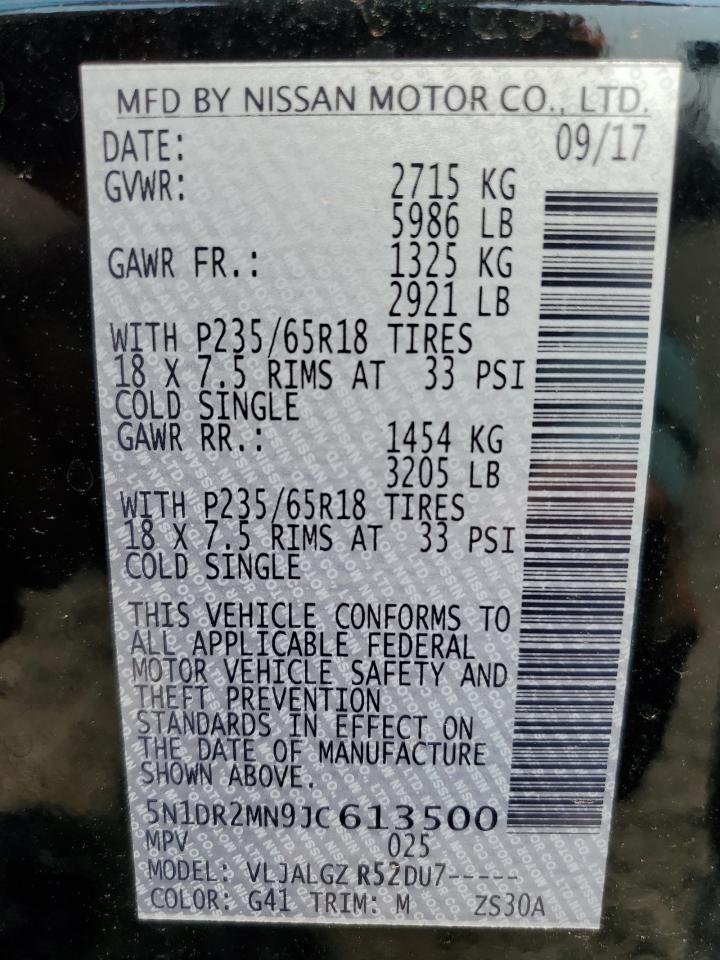 MFD BY NISSAN MOTOR CO., LTD.
DATE: 09/17
GVWR: 2715 KG
5986 LB
GAWR FR.: 1325 KG
2921 LB
WITH P235/65R18 TIRES
18 X 7.5 RIMS AT 33 PSI
COLD SINGLE
GAWR RR.: 1454 KG
3205 LB
WITH P235/65R18 TIRES
18 X 7.5 RIMS AT 33 PSI
COLD SINGLE
THIS VEHICLE CONFORMS TO
ALL APPLICABLE FEDERAL
MOTOR VEHICLE SAFETY AND
THEFT PREVENTION
STANDARDS IN EFFECT ON
THE DATE OF MANUFACTURE
SHOWN ABOVE.
5N1DR2MN9JC613500
MPV 025
MODEL: VLJALGZ R52DU7-----
COLOR: G41 TRIM: M ZS30A